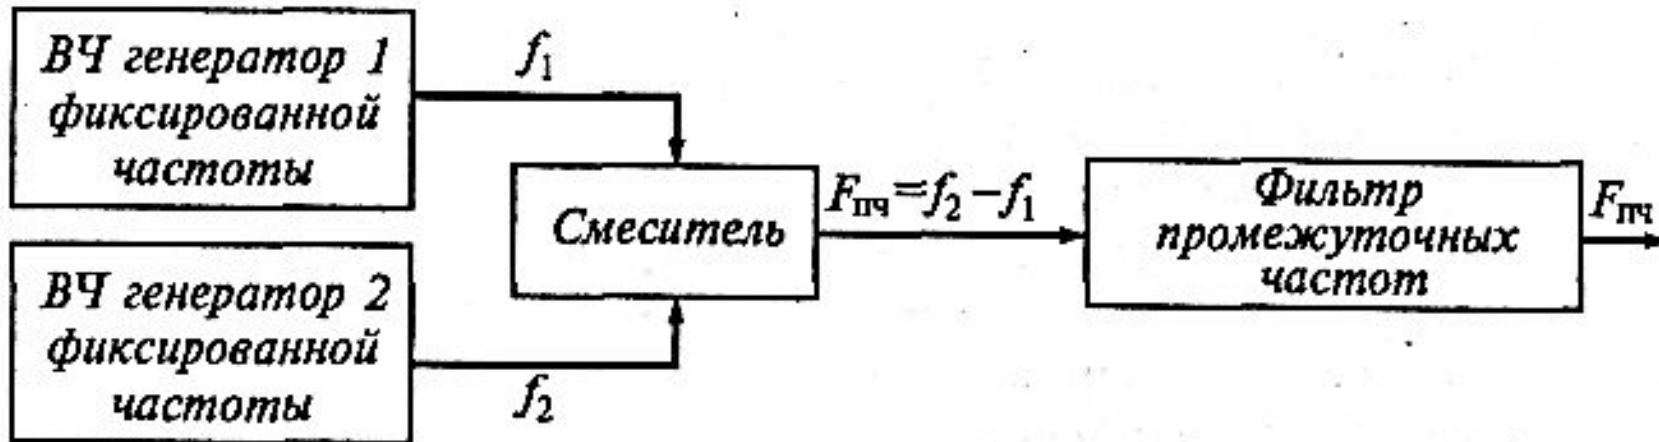 ВЧ генератор 1
фиксированной
частоты
f₁
Смеситель
Fпч=f₂−f₁
Фильтр
промежуточных
частот
Fпч
ВЧ генератор 2
фиксированной
частоты
f₂